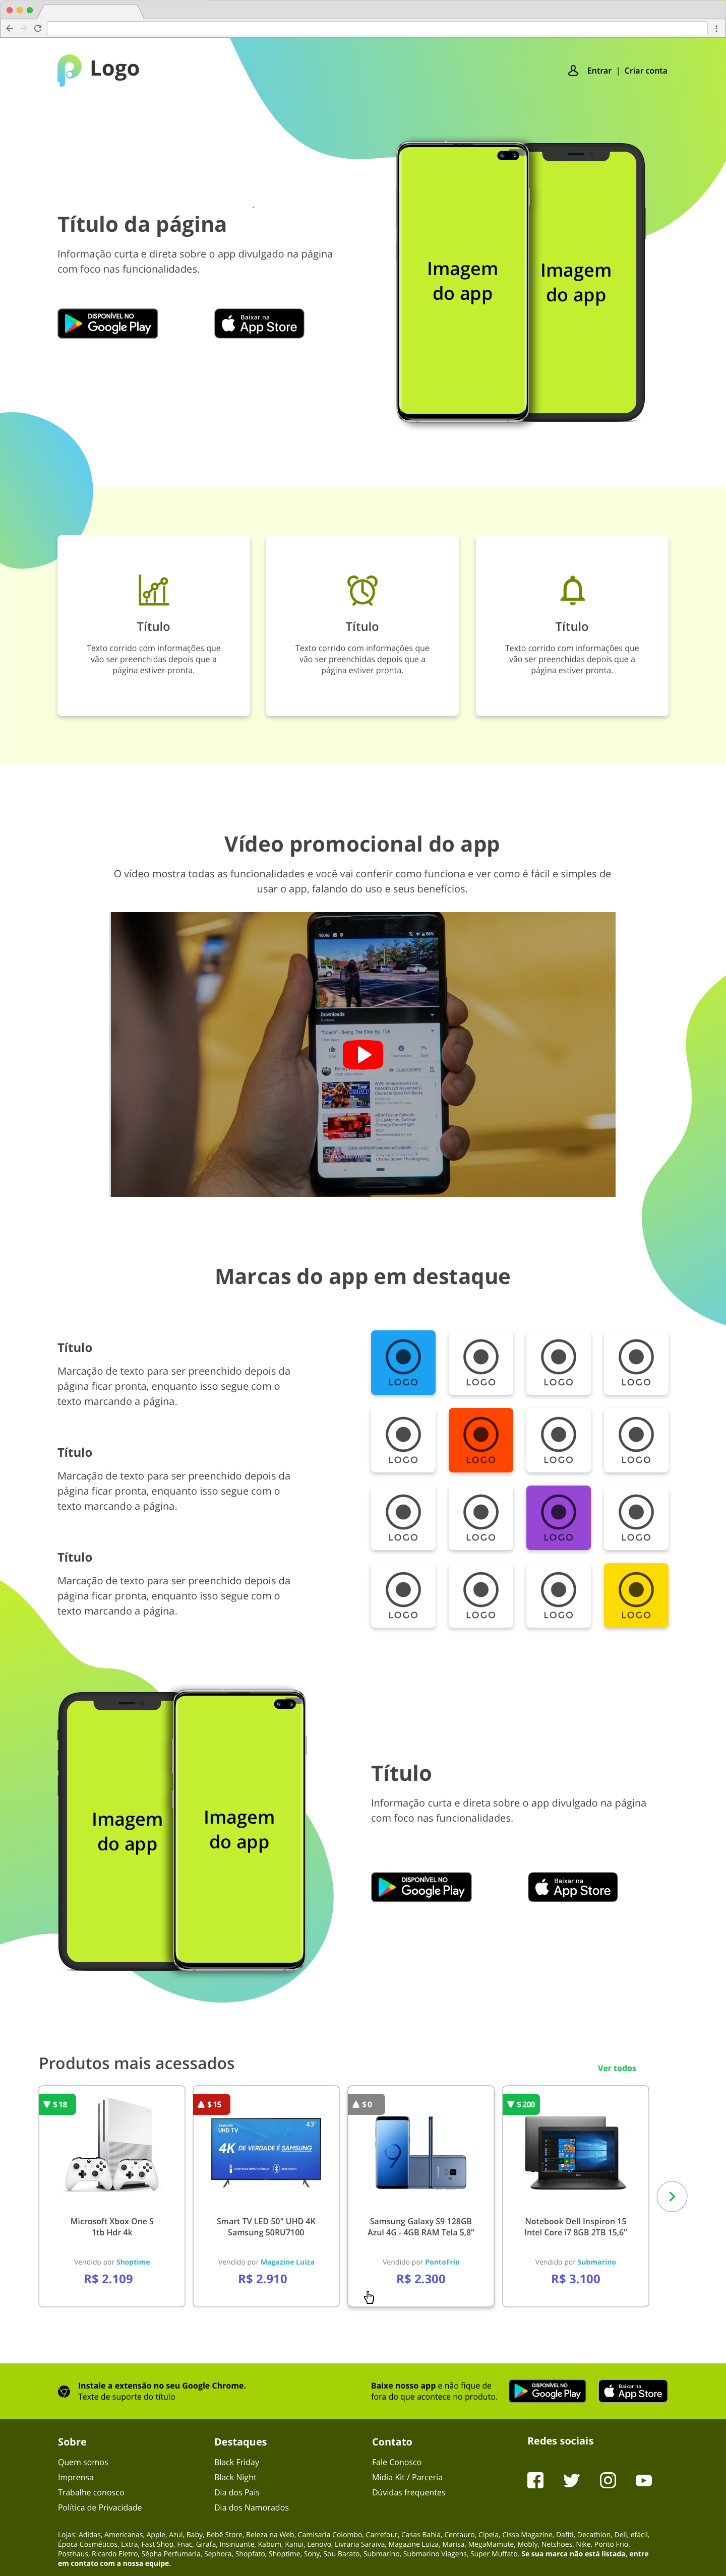 Logo
Entrar | Criar conta
Título da página
Informação curta e direta sobre o app divulgado na página
com foco nas funcionalidades.
DISPONÍVEL NO
Google Play
Baixar na
App Store
Imagem
do app
Imagem
do app
Título
Texto corrido com informações que
vão ser preenchidas depois que a
página estiver pronta.
Título
Texto corrido com informações que
vão ser preenchidas depois que a
página estiver pronta.
Título
Texto corrido com informações que
vão ser preenchidas depois que a
página estiver pronta.
Vídeo promocional do app
O vídeo mostra todas as funcionalidades e você vai conferir como funciona e ver como é fácil e simples de
usar o app, falando do uso e seus benefícios.
Downloads
"Coach" - Being The Elite Ep. 126
Marcas do app em destaque
Título
Marcação de texto para ser preenchido depois da
página ficar pronta, enquanto isso segue com o
texto marcando a página.
Título
Marcação de texto para ser preenchido depois da
página ficar pronta, enquanto isso segue com o
texto marcando a página.
Título
Marcação de texto para ser preenchido depois da
página ficar pronta, enquanto isso segue com o
texto marcando a página.
LOGO LOGO LOGO LOGO
LOGO LOGO LOGO LOGO
LOGO LOGO LOGO LOGO
LOGO LOGO LOGO LOGO
Imagem
do app
Imagem
do app
Título
Informação curta e direta sobre o app divulgado na página
com foco nas funcionalidades.
DISPONÍVEL NO
Google Play
Baixar na
App Store
Produtos mais acessados
Ver todos
$ 18
Microsoft Xbox One S
1tb Hdr 4k
Vendido por Shoptime
R$ 2.109
$ 15
SAMSUNG
UHD TV
43"
4K DE VERDADE É SAMSUNG
Smart TV LED 50" UHD 4K
Samsung 50RU7100
Vendido por Magazine Luiza
R$ 2.910
$ 0
Samsung Galaxy S9 128GB
Azul 4G - 4GB RAM Tela 5,8"
Vendido por PontoFrio
R$ 2.300
$ 200
Notebook Dell Inspiron 15
Intel Core i7 8GB 2TB 15,6"
Vendido por Submarino
R$ 3.100
Instale a extensão no seu Google Chrome.
Texte de suporte do título
Baixe nosso app e não fique de
fora do que acontece no produto.
DISPONÍVEL NO
Google Play
Baixar na
App Store
Sobre
Quem somos
Imprensa
Trabalhe conosco
Política de Privacidade
Destaques
Black Friday
Black Night
Dia dos Pais
Dia dos Namorados
Contato
Fale Conosco
Midia Kit / Parceria
Dúvidas frequentes
Redes sociais
Lojas: Adidas, Americanas, Apple, Azul, Baby, Bebê Store, Beleza na Web, Camisaria Colombo, Carrefour, Casas Bahia, Centauro, Cipela, Cissa Magazine, Dafiti, Decathlon, Dell, efácil,
Época Cosméticos, Extra, Fast Shop, Fnac, Girafa, Insinuante, Kabum, Kanui, Lenovo, Livraria Saraiva, Magazine Luiza, Marisa, MegaMamute, Mobly, Netshoes, Nike, Ponto Frio,
Posthaus, Ricardo Eletro, Sépha Perfumaria, Sephora, Shopfato, Shoptime, Sony, Sou Barato, Submarino, Submarino Viagens, Super Muffato. Se sua marca não está listada, entre
em contato com a nossa equipe.